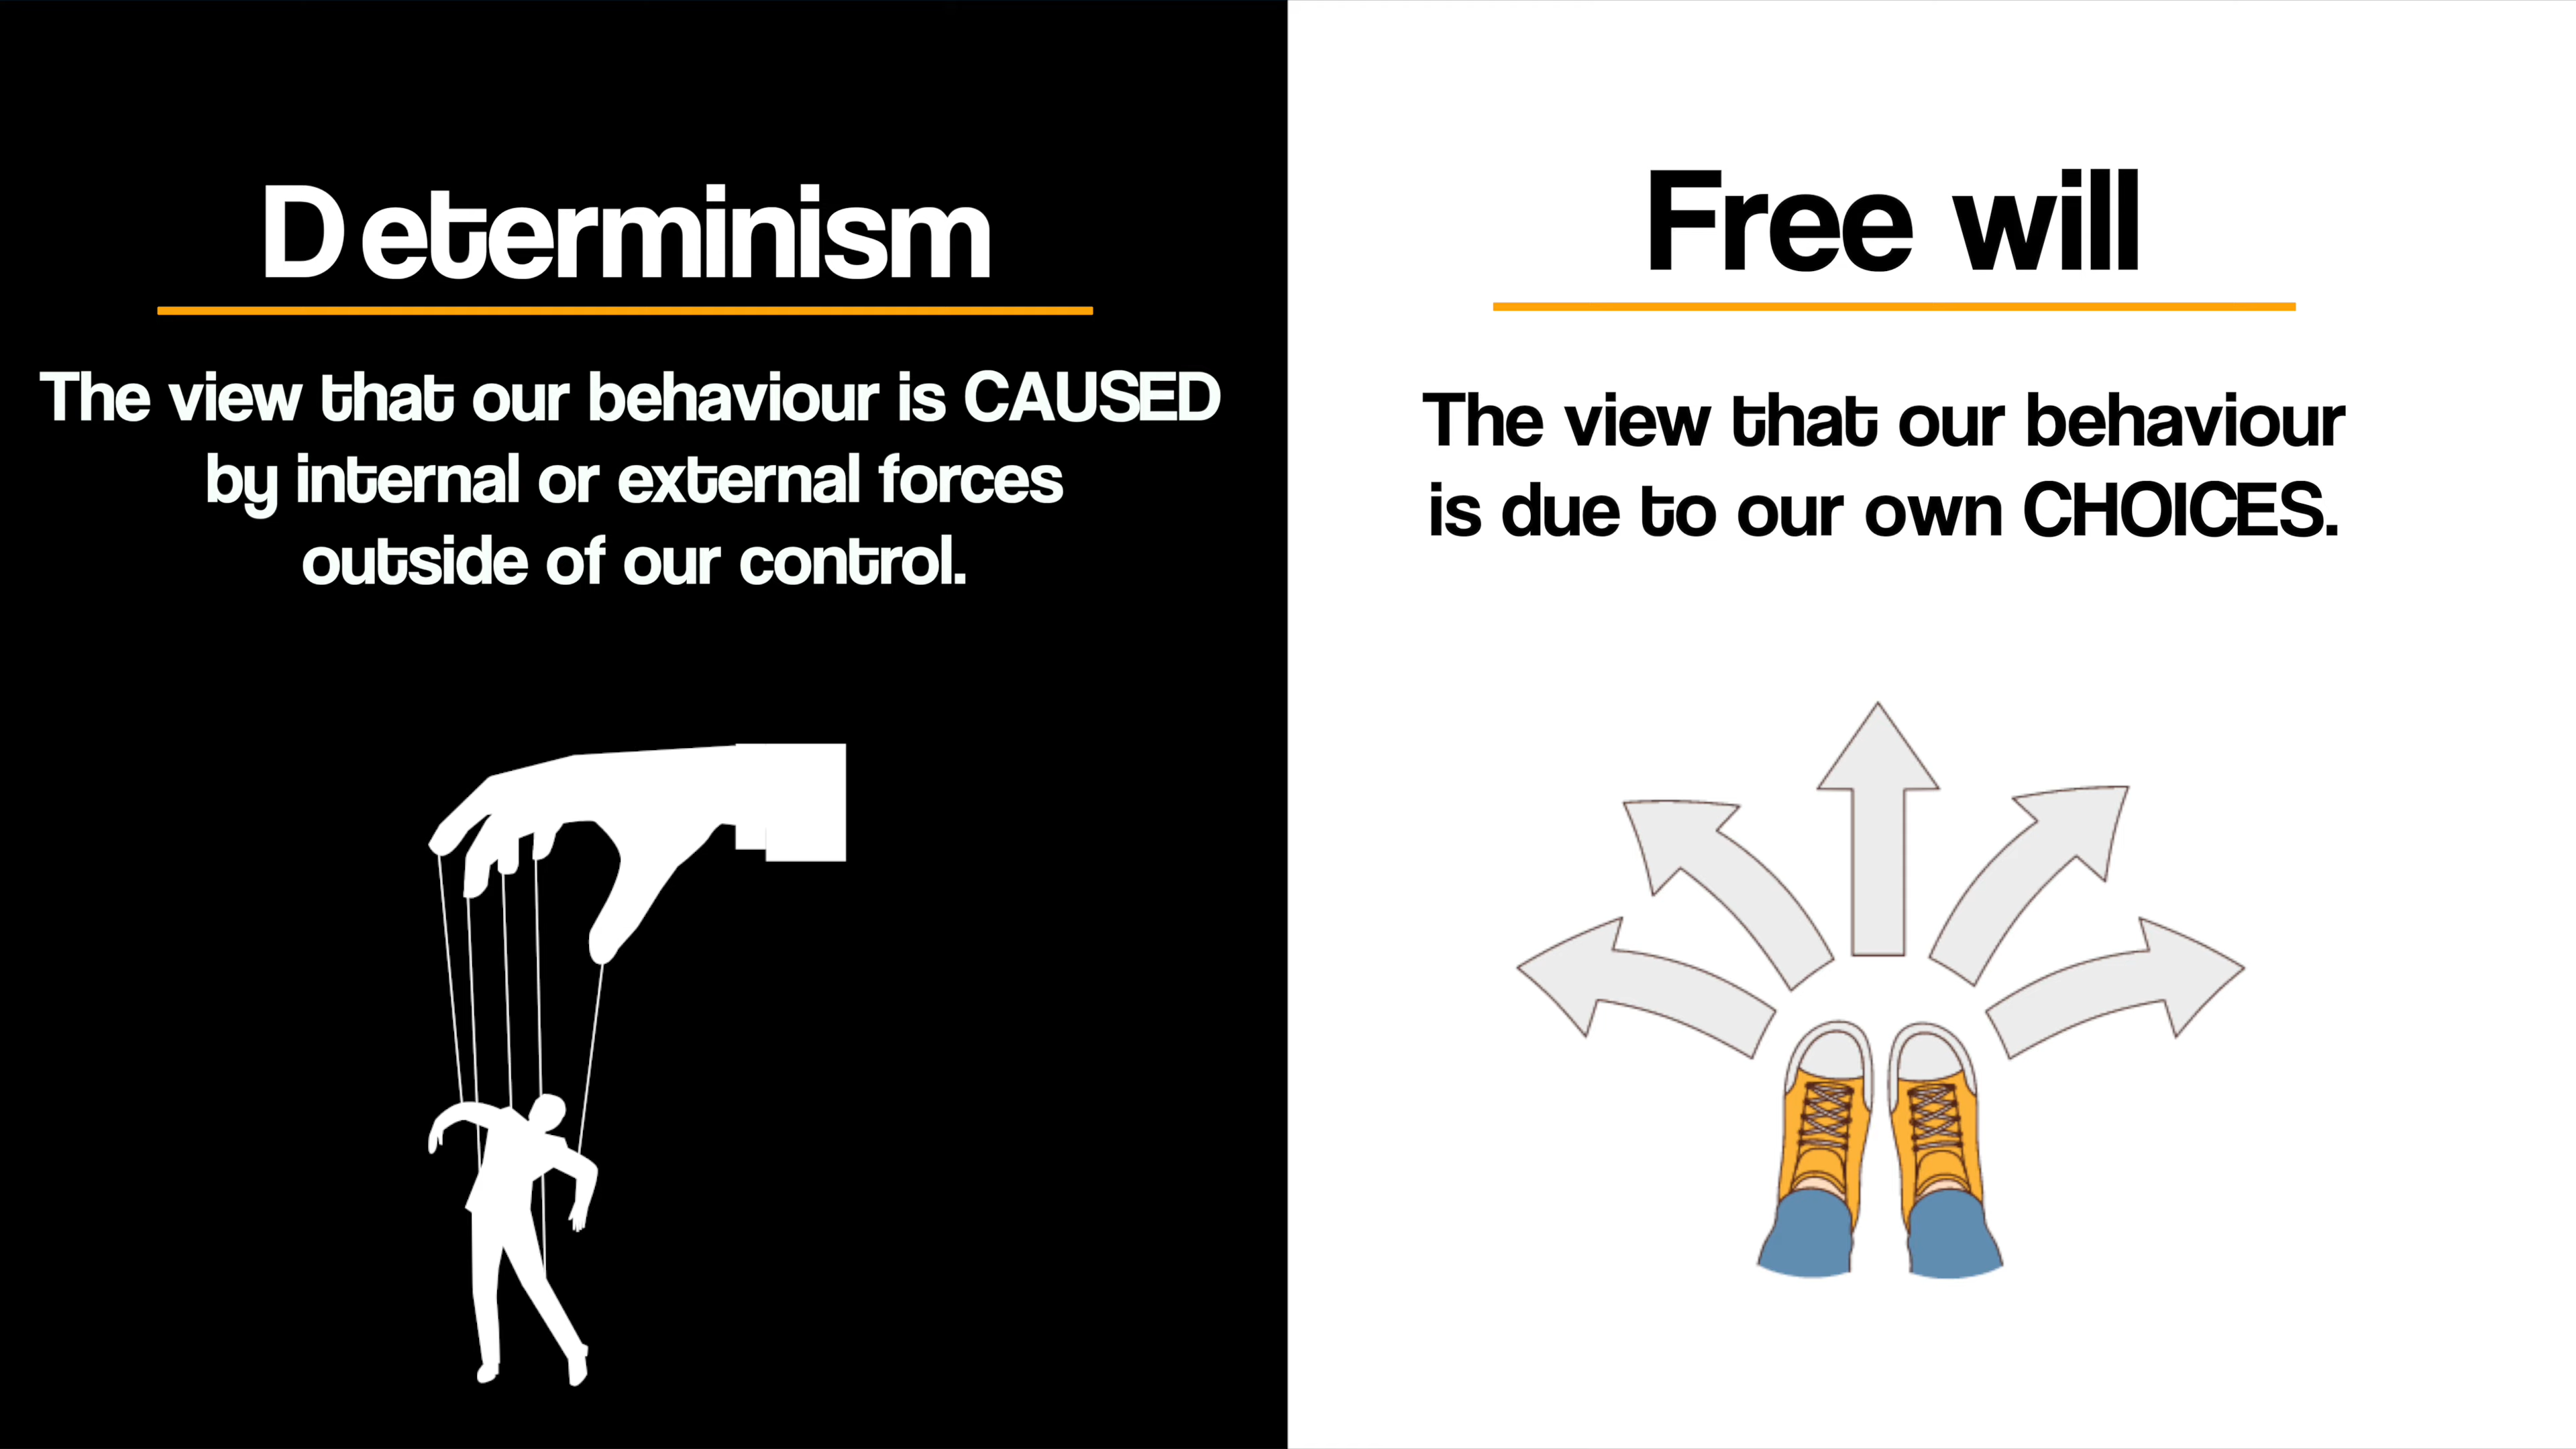 Determinism
The view that our behaviour is CAUSED
by internal or external forces
outside of our control.
Free will
The view that our behaviour
is due to our own CHOICES.